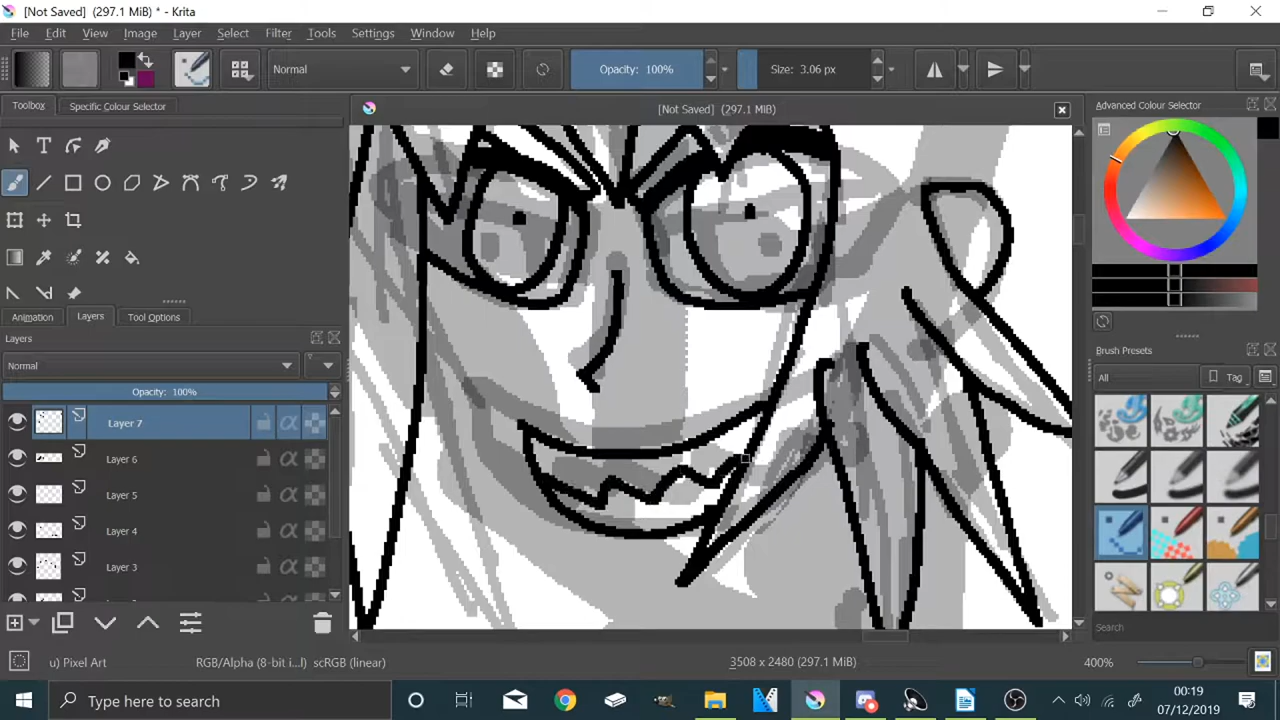 [Not Saved] (297.1 MiB) * - Krita
File Edit View Image Layer Select Filter Tools Settings Window Help
Normal Opacity: 100% Size: 3.06 px
Toolbox Specific Colour Selector
[Not Saved] (297.1 MiB)
Advanced Colour Selector
Animation Layers Tool Options
Layers
Normal
Opacity: 100%
Layer 7
Layer 6
Layer 5
Layer 4
Layer 3
Brush Presets
All Tag
Search
u) Pixel Art RGB/Alpha (8-bit i...l) scRGB (linear) 3508 x 2480 (297.1 MiB) 400%
Type here to search
00:19
07/12/2019